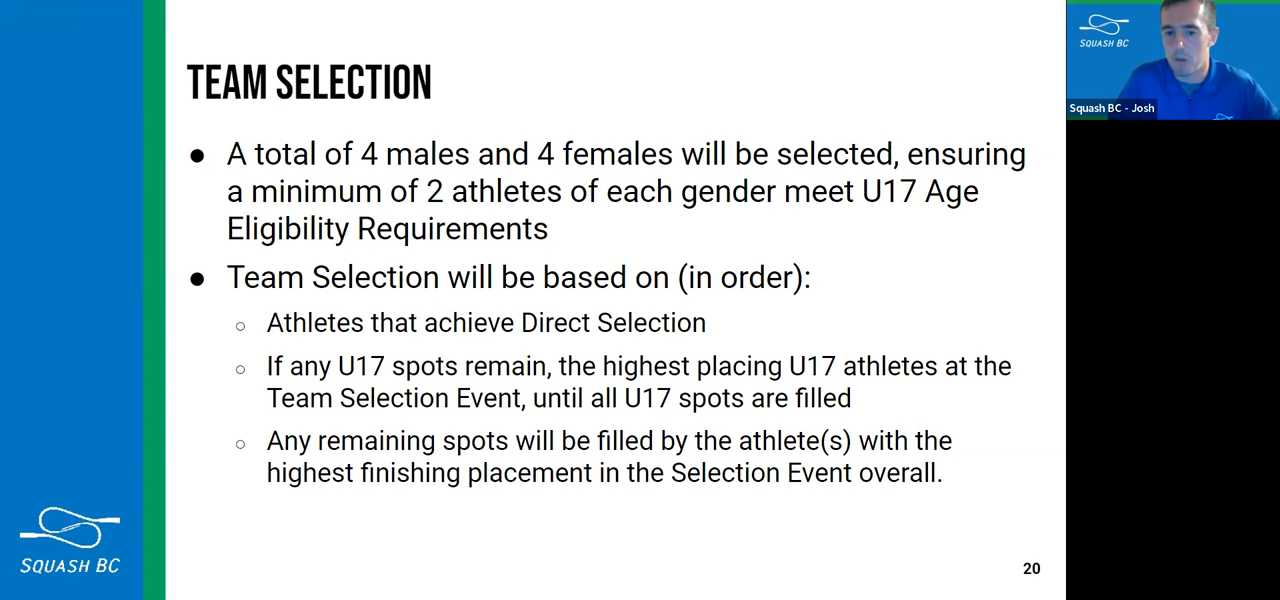 TEAM SELECTION
● A total of 4 males and 4 females will be selected, ensuring
a minimum of 2 athletes of each gender meet U17 Age
Eligibility Requirements
● Team Selection will be based on (in order):
○ Athletes that achieve Direct Selection
○ If any U17 spots remain, the highest placing U17 athletes at the
Team Selection Event, until all U17 spots are filled
○ Any remaining spots will be filled by the athlete(s) with the
highest finishing placement in the Selection Event overall.
SQUASH BC
20
SQUASH BC
Squash BC - Josh